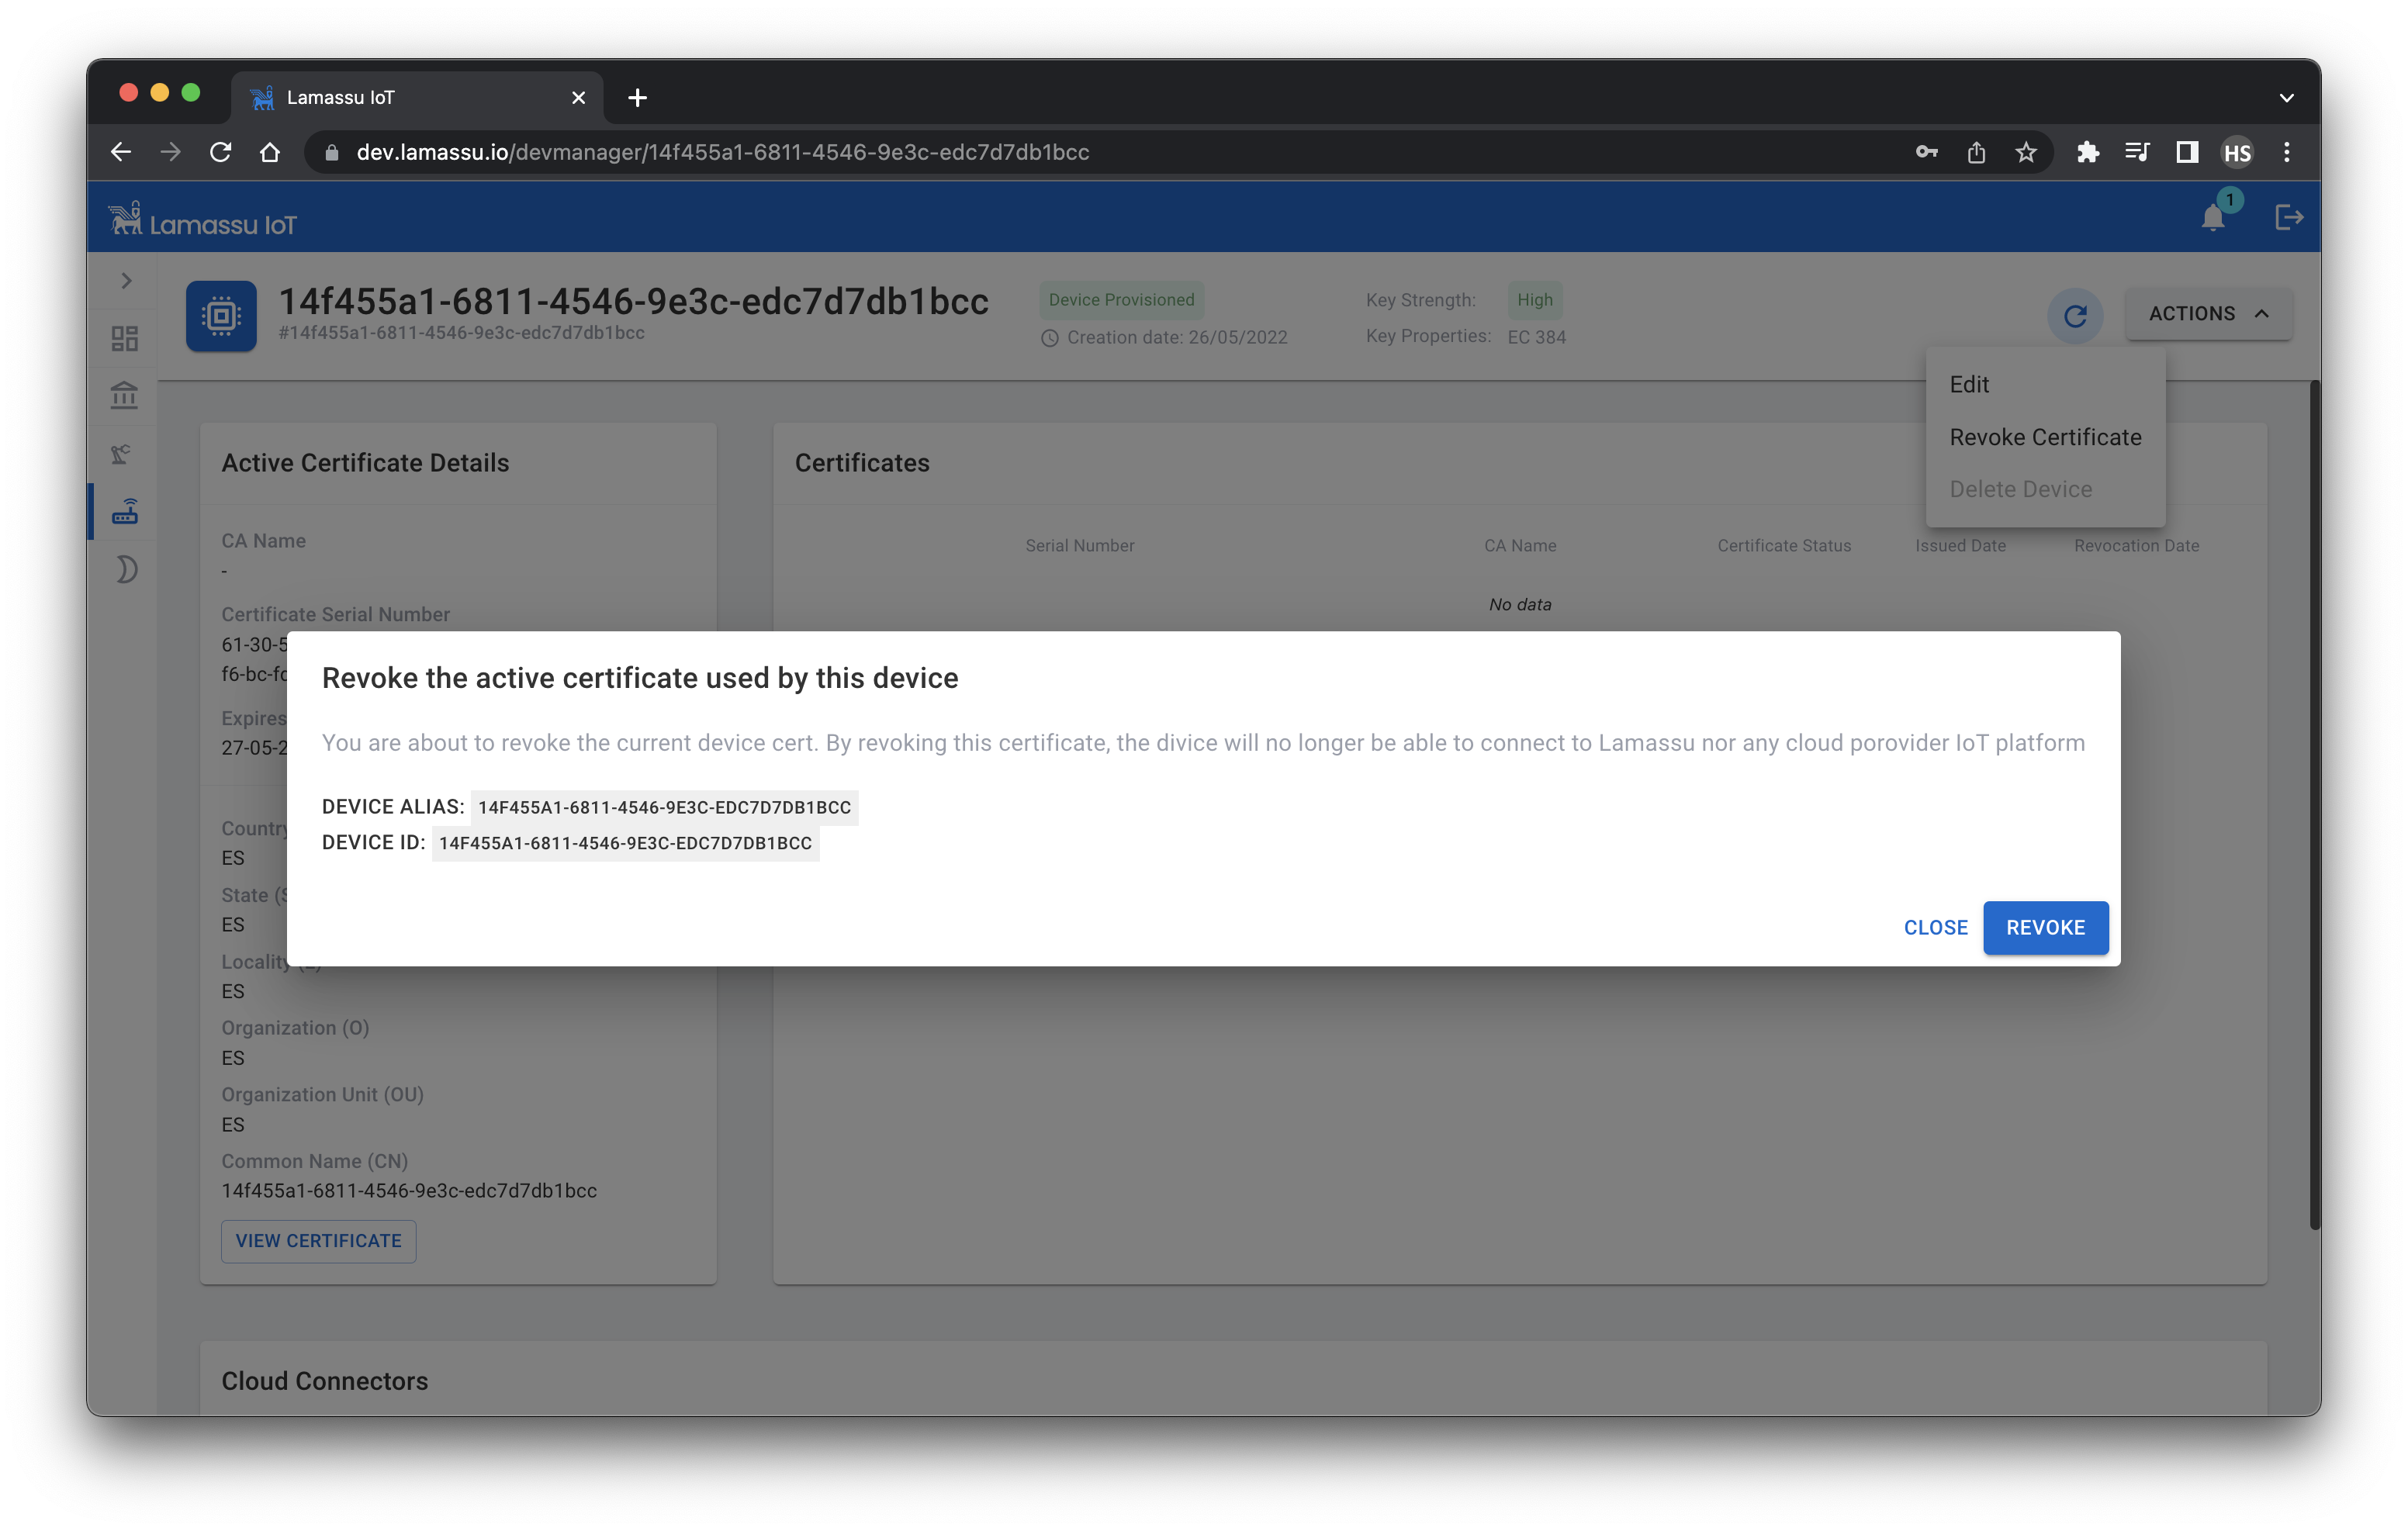 Lamassu IoT
dev.lamassu.io/devmanager/14f455a1-6811-4546-9e3c-edc7d7db1bcc
HS
Lamassu IoT
1
14f455a1-6811-4546-9e3c-edc7d7db1bcc
#14f455a1-6811-4546-9e3c-edc7d7db1bcc
Device Provisioned
Creation date: 26/05/2022
Key Strength: High
Key Properties: EC 384
ACTIONS
Edit
Revoke Certificate
Delete Device
Active Certificate Details
CA Name
-
Certificate Serial Number
61-30-5
f6-bc-fc
Expires
27-05-2
Country
ES
State (S
ES
Locality (L)
ES
Organization (O)
ES
Organization Unit (OU)
ES
Common Name (CN)
14f455a1-6811-4546-9e3c-edc7d7db1bcc
VIEW CERTIFICATE
Certificates
Serial Number CA Name Certificate Status Issued Date Revocation Date
No data
Revoke the active certificate used by this device
You are about to revoke the current device cert. By revoking this certificate, the divice will no longer be able to connect to Lamassu nor any cloud porovider IoT platform
DEVICE ALIAS: 14F455A1-6811-4546-9E3C-EDC7D7DB1BCC
DEVICE ID: 14F455A1-6811-4546-9E3C-EDC7D7DB1BCC
CLOSE REVOKE
Cloud Connectors